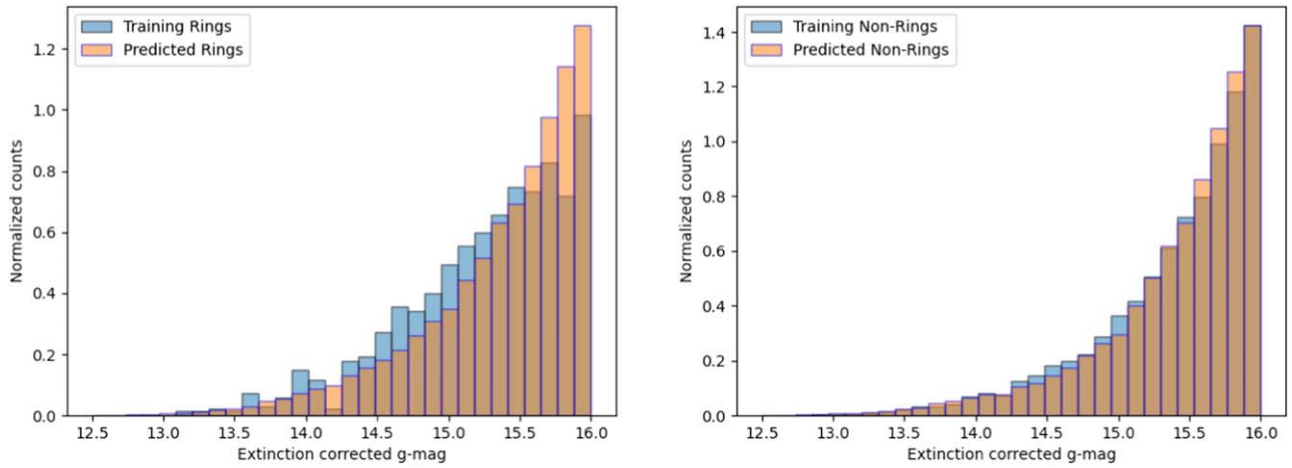 Training Rings
Predicted Rings
Normalized counts
1.2
1.0
0.8
0.6
0.4
0.2
0.0
12.5 13.0 13.5 14.0 14.5 15.0 15.5 16.0
Extinction corrected g-mag
Training Non-Rings
Predicted Non-Rings
Normalized counts
1.4
1.2
1.0
0.8
0.6
0.4
0.2
0.0
12.5 13.0 13.5 14.0 14.5 15.0 15.5 16.0
Extinction corrected g-mag